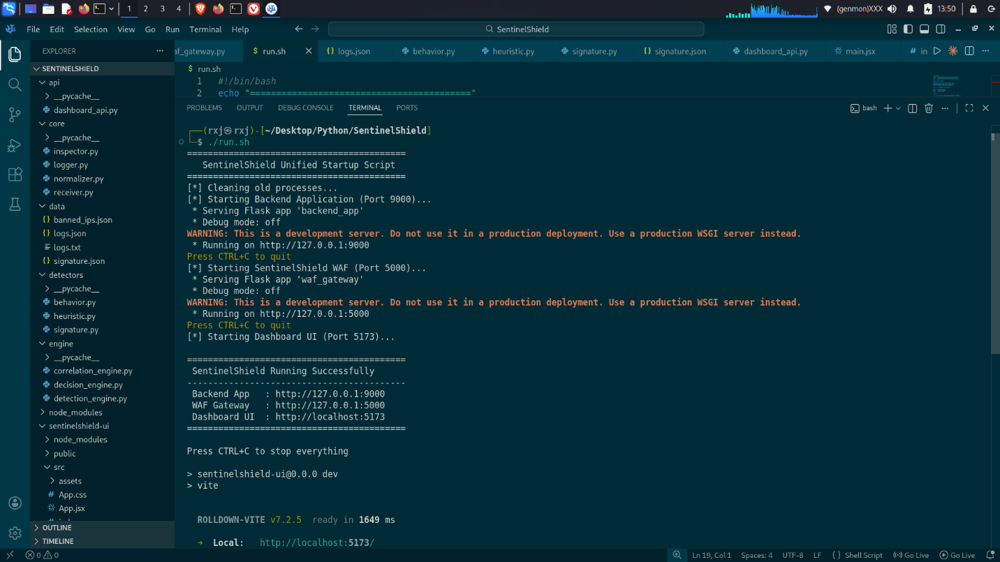 1 2 3 4
(genmon)XXX 13:50
File Edit Selection View Go Run Terminal Help
SentinelShield
EXPLORER
af_gateway.py run.sh logs.json behavior.py heuristic.py signature.py signature.json dashboard_api.py main.jsx in
SENTINELSHIELD
api
__pycache__
dashboard_api.py
core
__pycache__
inspector.py
logger.py
normalizer.py
receiver.py
data
banned_ips.json
logs.json
logs.txt
signature.json
detectors
__pycache__
behavior.py
heuristic.py
signature.py
engine
__pycache__
correlation_engine.py
decision_engine.py
detection_engine.py
node_modules
sentinelshield-ui
node_modules
public
src
assets
App.css
App.jsx
OUTLINE
TIMELINE
$ run.sh
1 #!/bin/bash
2 echo "==========================================="
PROBLEMS OUTPUT DEBUG CONSOLE TERMINAL PORTS
bash
┌──(rxj㉿rxj)-[~/Desktop/Python/SentinelShield]
└─$ ./run.sh
==========================================
SentinelShield Unified Startup Script
==========================================
[*] Cleaning old processes...
[*] Starting Backend Application (Port 9000)...
* Serving Flask app 'backend_app'
* Debug mode: off
WARNING: This is a development server. Do not use it in a production deployment. Use a production WSGI server instead.
* Running on http://127.0.0.1:9000
Press CTRL+C to quit
[*] Starting SentinelShield WAF (Port 5000)...
* Serving Flask app 'waf_gateway'
* Debug mode: off
WARNING: This is a development server. Do not use it in a production deployment. Use a production WSGI server instead.
* Running on http://127.0.0.1:5000
Press CTRL+C to quit
[*] Starting Dashboard UI (Port 5173)...
==========================================
SentinelShield Running Successfully
------------------------------------------
Backend App : http://127.0.0.1:9000
WAF Gateway : http://127.0.0.1:5000
Dashboard UI : http://localhost:5173
==========================================
Press CTRL+C to stop everything
> sentinelshield-ui@0.0.0 dev
> vite
ROLLDOWN-VITE v7.2.5 ready in 1649 ms
➜ Local: http://localhost:5173/
0 0 Ln 19, Col 1 Spaces: 4 UTF-8 LF { } Shell Script Go Live Go Live